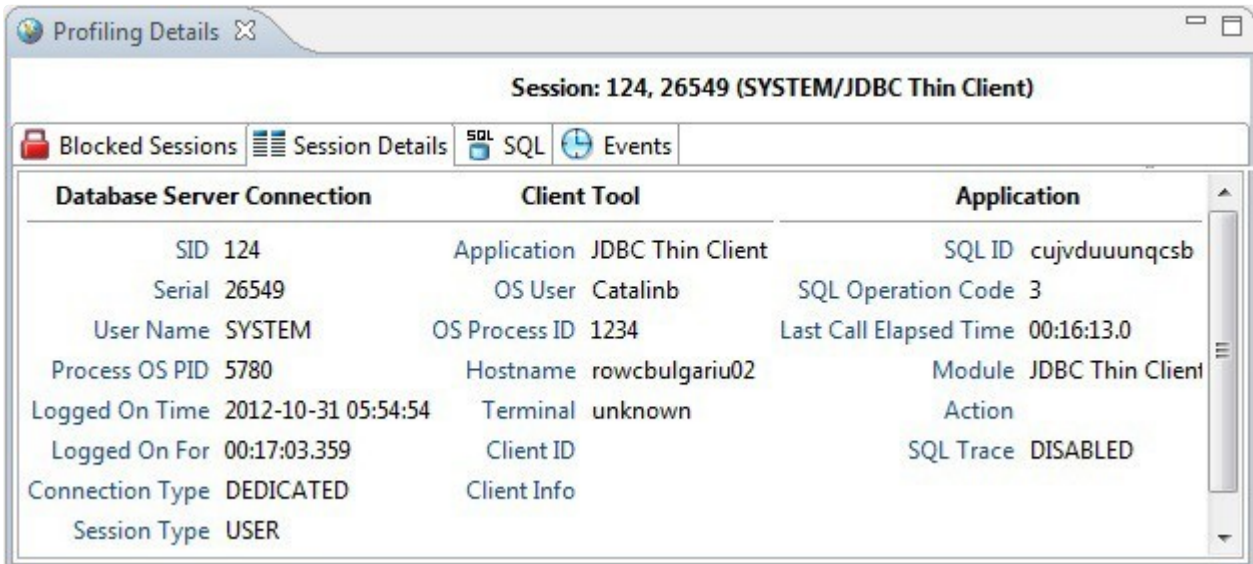 Profiling Details
Session: 124, 26549 (SYSTEM/JDBC Thin Client)
Blocked Sessions Session Details SQL SQL Events
Database Server Connection Client Tool Application
SID 124 Application JDBC Thin Client SQL ID cujvduuunqcsb
Serial 26549 OS User Catalinb SQL Operation Code 3
User Name SYSTEM OS Process ID 1234 Last Call Elapsed Time 00:16:13.0
Process OS PID 5780 Hostname rowcbulgariu02 Module JDBC Thin Client
Logged On Time 2012-10-31 05:54:54 Terminal unknown Action
Logged On For 00:17:03.359 Client ID SQL Trace DISABLED
Connection Type DEDICATED Client Info
Session Type USER